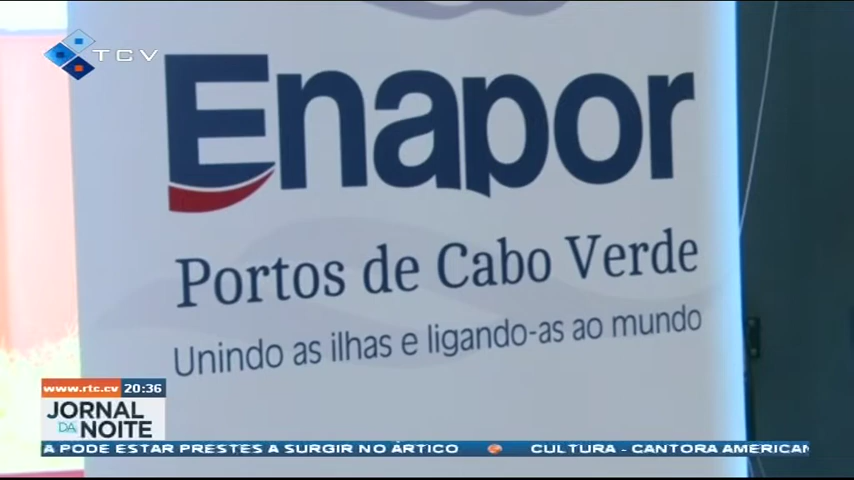 TCV
Enapor
Portos de Cabo Verde
Unindo as ilhas e ligando-as ao mundo
www.rtc.cv 20:36
JORNAL
DA NOITE
A PODE ESTAR PRESTES A SURGIR NO ÁRTICO CULTURA - CANTORA AMERICAN